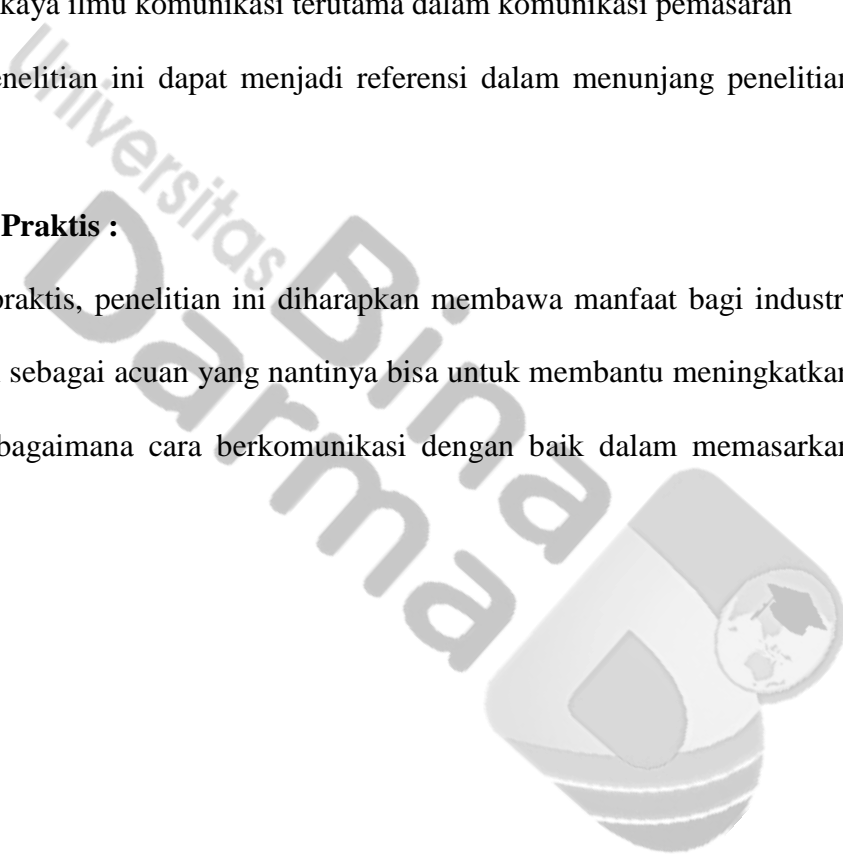 kaya ilmu komunikasi terutama dalam komunikasi pemasaran
enelitian ini dapat menjadi referensi dalam menunjang penelitian
Praktis :
praktis, penelitian ini diharapkan membawa manfaat bagi industr
sebagai acuan yang nantinya bisa untuk membantu meningkatkan
bagaimana cara berkomunikasi dengan baik dalam memasarkan
Universitas
Bina
Darma